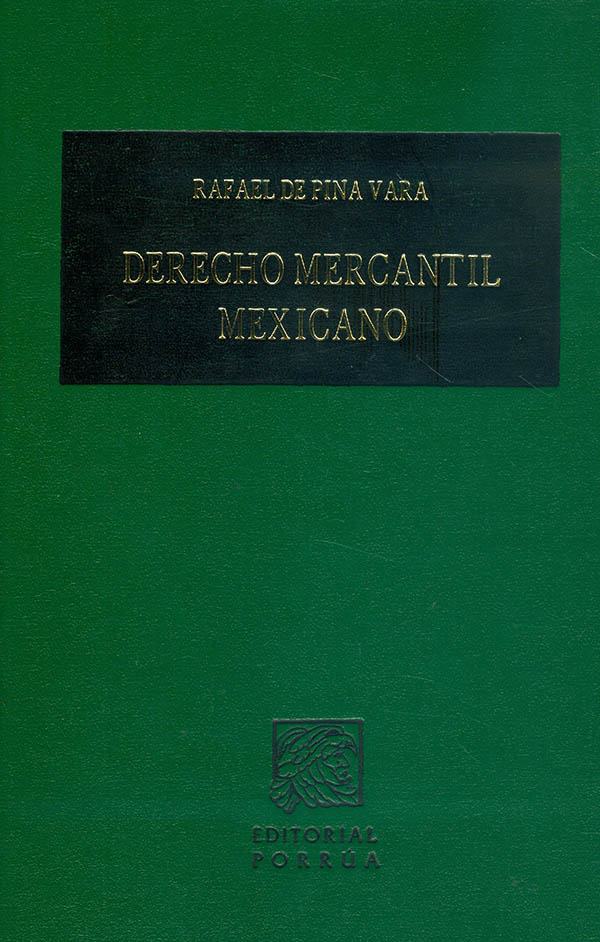 RAFAEL DE PINA VARA
DERECHO MERCANTIL
MEXICANO
EDITORIAL
PORRÚA